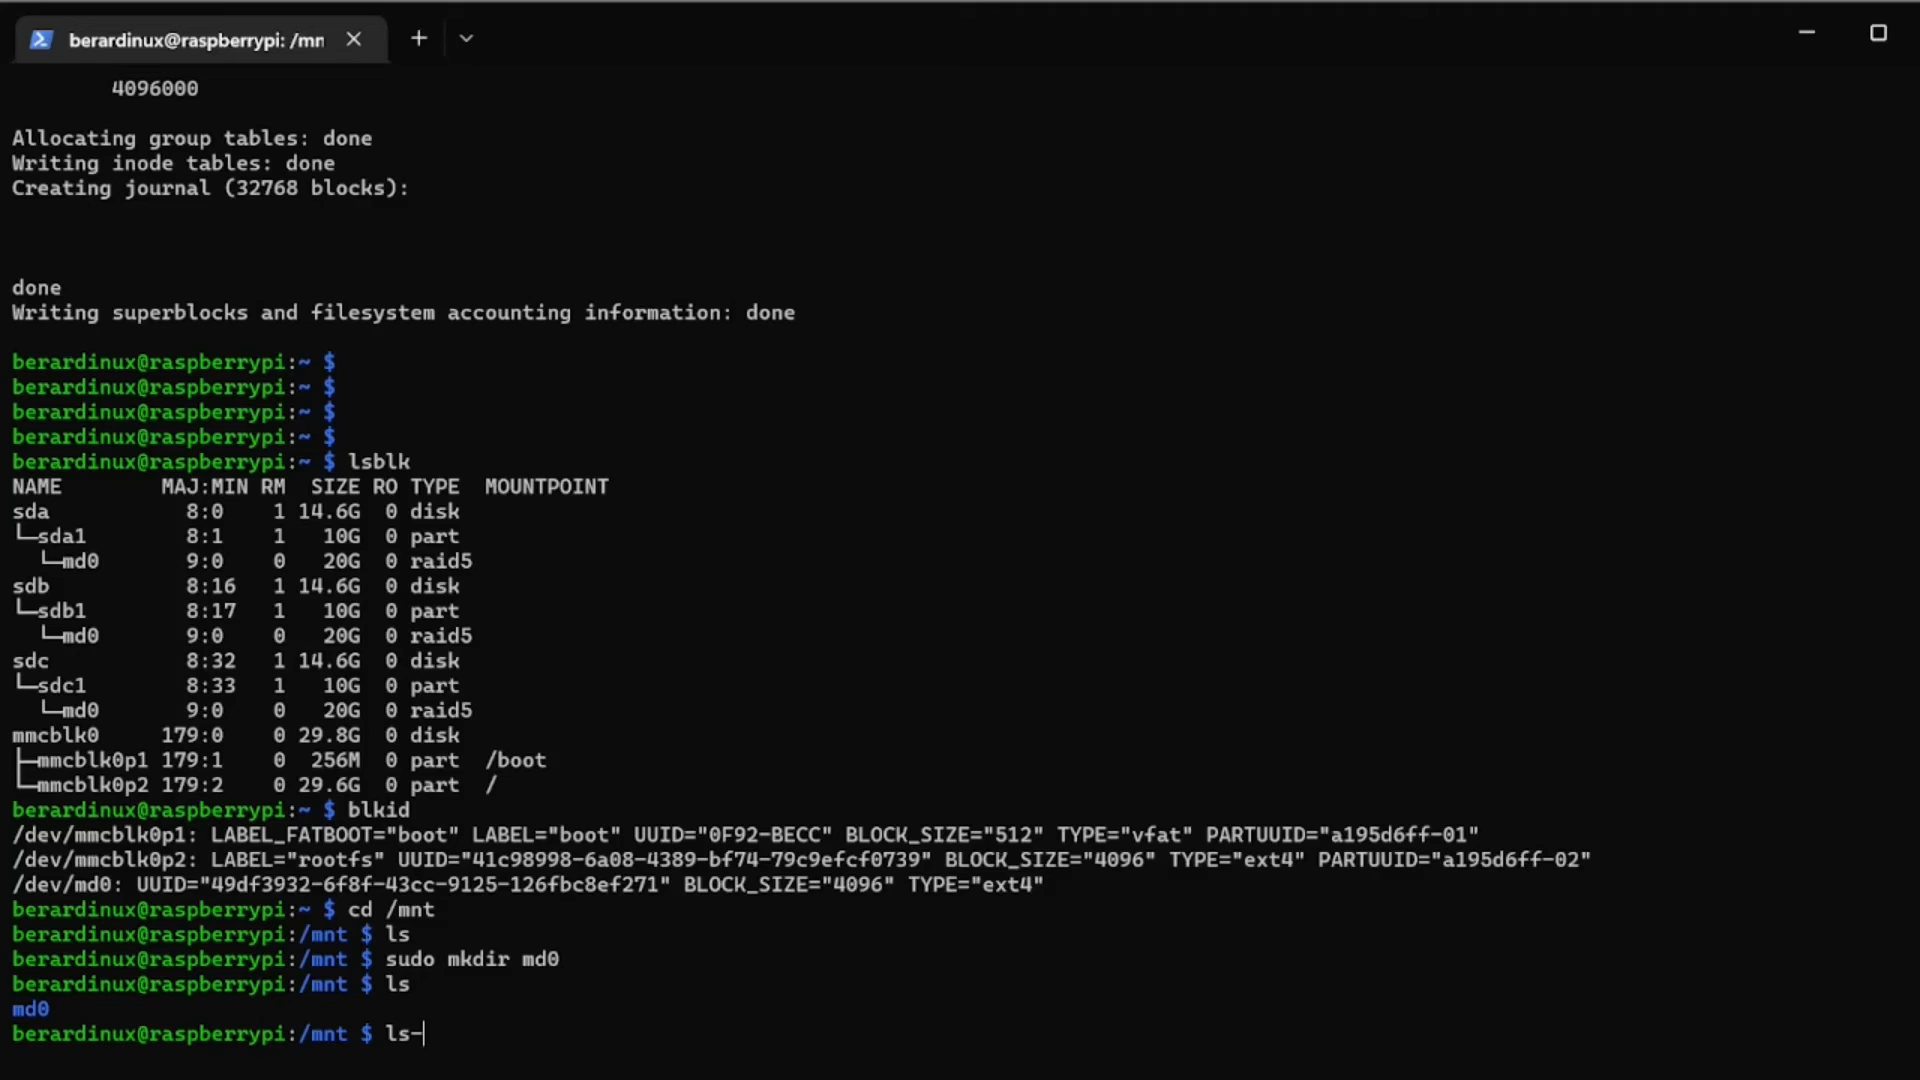 berardinux@raspberrypi: /mn
4096000
Allocating group tables: done
Writing inode tables: done
Creating journal (32768 blocks):
done
Writing superblocks and filesystem accounting information: done
berardinux@raspberrypi:~ $
berardinux@raspberrypi:~ $
berardinux@raspberrypi:~ $
berardinux@raspberrypi:~ $
berardinux@raspberrypi:~ $ lsblk
NAME        MAJ:MIN RM  SIZE RO TYPE  MOUNTPOINT
sda           8:0    1 14.6G  0 disk
└─sda1        8:1    1   10G  0 part
  └─md0       9:0    0   20G  0 raid5
sdb           8:16   1 14.6G  0 disk
└─sdb1        8:17   1   10G  0 part
  └─md0       9:0    0   20G  0 raid5
sdc           8:32   1 14.6G  0 disk
└─sdc1        8:33   1   10G  0 part
  └─md0       9:0    0   20G  0 raid5
mmcblk0     179:0    0 29.8G  0 disk
├─mmcblk0p1 179:1    0  256M  0 part  /boot
└─mmcblk0p2 179:2    0 29.6G  0 part  /
berardinux@raspberrypi:~ $ blkid
/dev/mmcblk0p1: LABEL_FATBOOT="boot" LABEL="boot" UUID="0F92-BECC" BLOCK_SIZE="512" TYPE="vfat" PARTUUID="a195d6ff-01"
/dev/mmcblk0p2: LABEL="rootfs" UUID="41c98998-6a08-4389-bf74-79c9efcf0739" BLOCK_SIZE="4096" TYPE="ext4" PARTUUID="a195d6ff-02"
/dev/md0: UUID="49df3932-6f8f-43cc-9125-126fbc8ef271" BLOCK_SIZE="4096" TYPE="ext4"
berardinux@raspberrypi:~ $ cd /mnt
berardinux@raspberrypi:/mnt $ ls
berardinux@raspberrypi:/mnt $ sudo mkdir md0
berardinux@raspberrypi:/mnt $ ls
md0
berardinux@raspberrypi:/mnt $ ls-